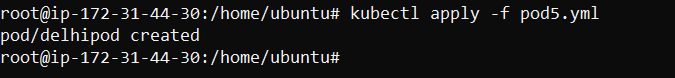 root@ip-172-31-44-30:/home/ubuntu# kubectl apply -f pod5.yml
pod/delhipod created
root@ip-172-31-44-30:/home/ubuntu#